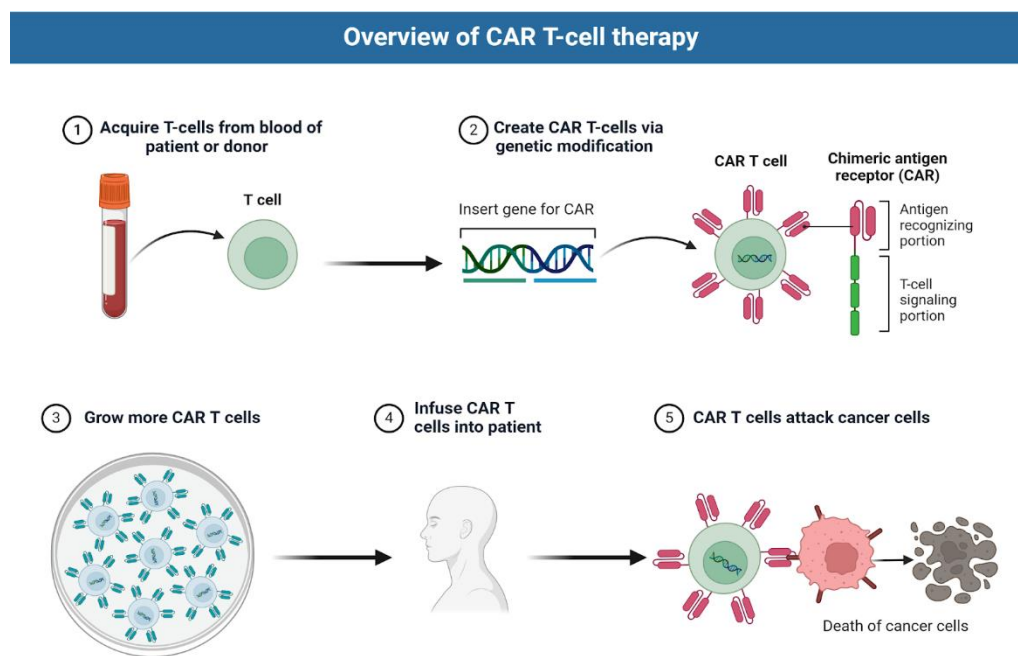 Overview of CAR T-cell therapy
1
Acquire T-cells from blood of
patient or donor
T cell
2
Create CAR T-cells via
genetic modification
Insert gene for CAR
CAR T cell
Chimeric antigen
receptor (CAR)
Antigen
recognizing
portion
T-cell
signaling
portion
3
Grow more CAR T cells
4
Infuse CAR T
cells into patient
5
CAR T cells attack cancer cells
Death of cancer cells